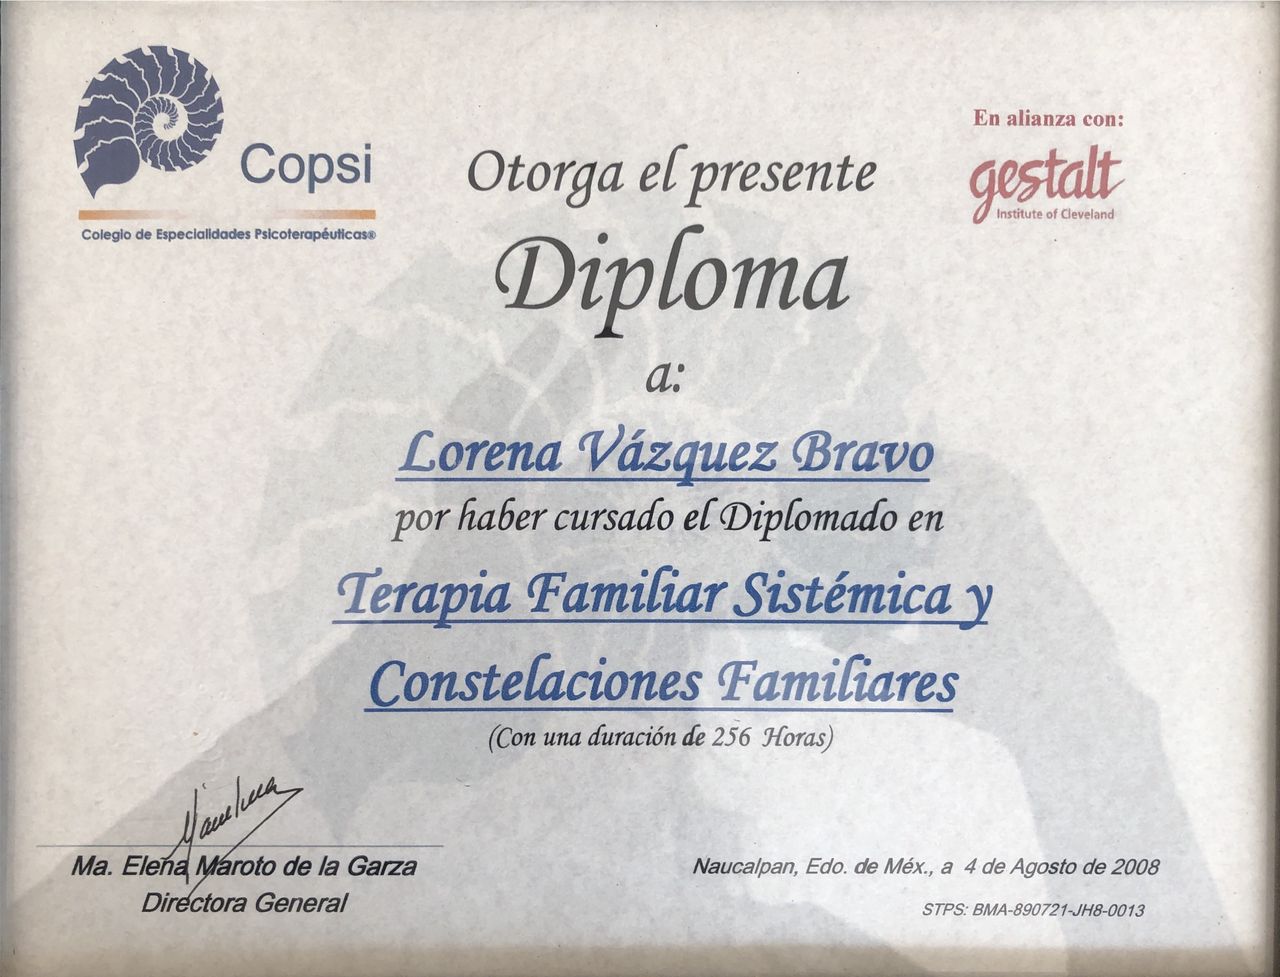 Copsi
Colegio de Especialidades Psicoterapéuticas®
En alianza con:
gestalt
Institute of Cleveland
Otorga el presente
Diploma
a:
Lorena Vázquez Bravo
por haber cursado el Diplomado en
Terapia Familiar Sistémica y
Constelaciones Familiares
(Con una duración de 256 Horas)
Ma. Elena Maroto de la Garza
Directora General
Naucalpan, Edo. de Méx., a 4 de Agosto de 2008
STPS: BMA-890721-JH8-0013